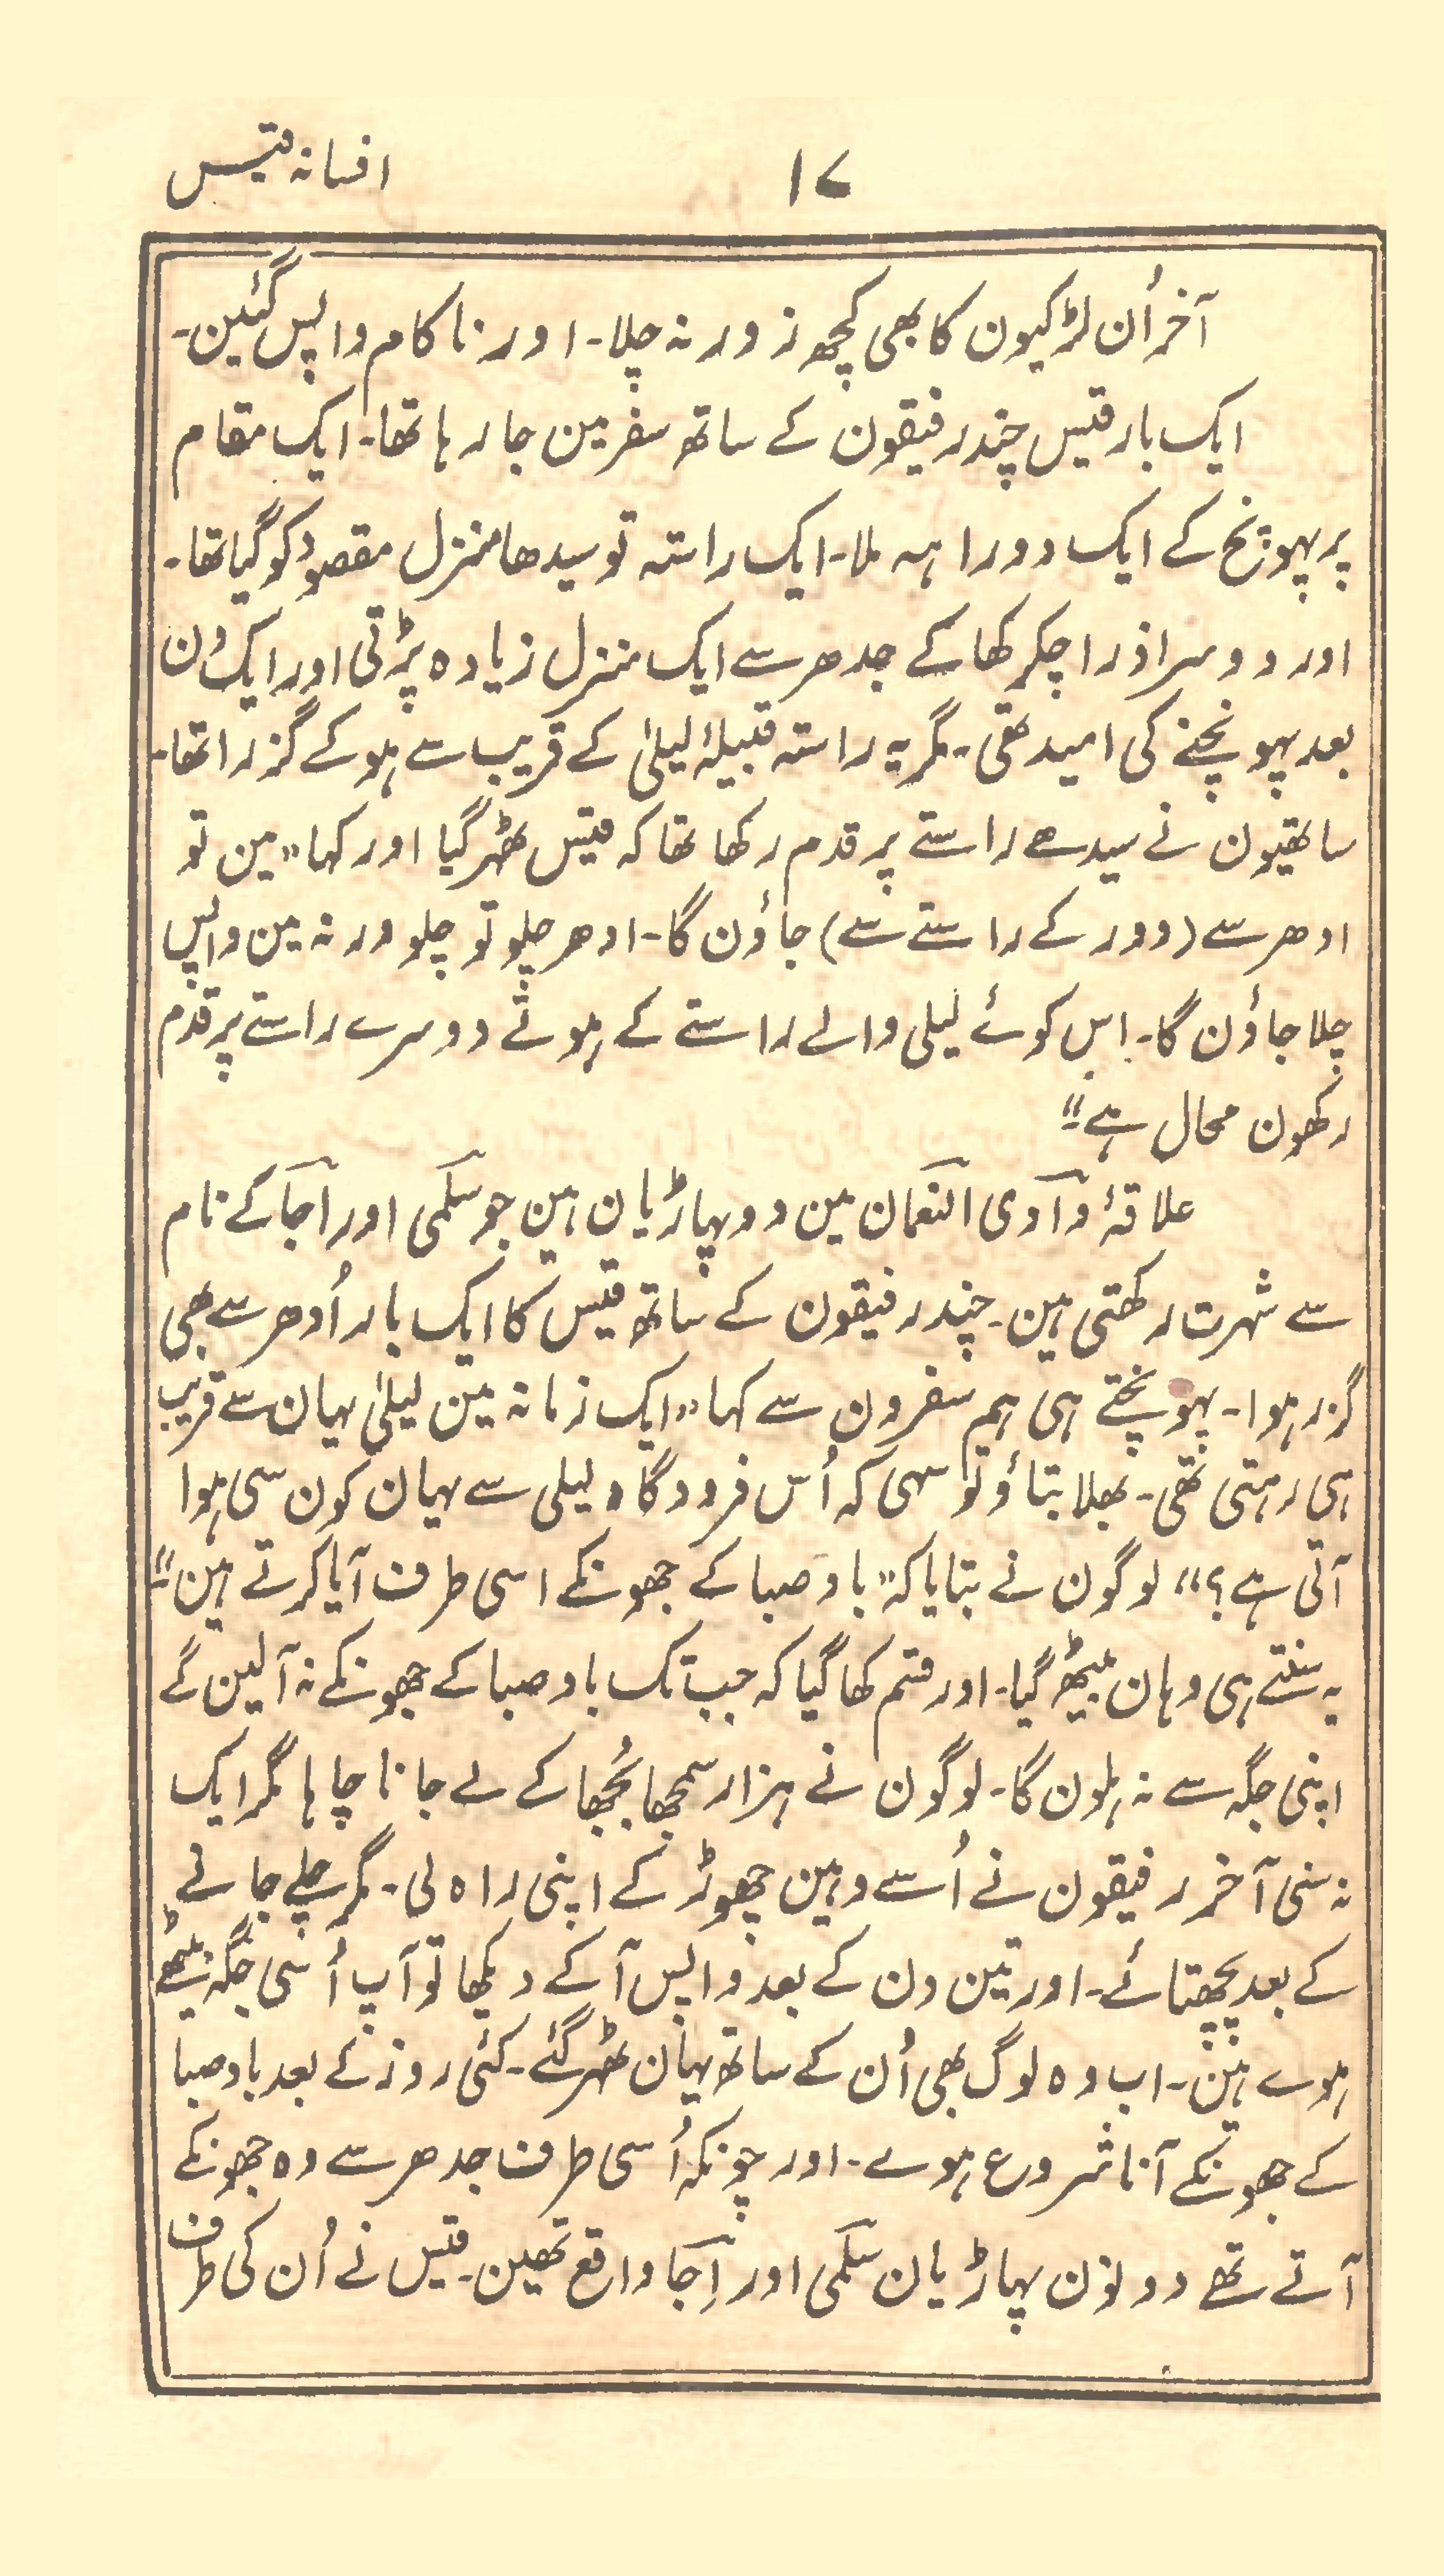 ۱۷ افسانہ قیس
آخر اُن لڑکیون کا بھی کچھ زور نہ چلا۔ اور ناکام واپس گئین۔
ایک بار قیس چند رفیقون کے ساتھ سفر مین جا رہا تھا۔ ایک مقام
پر پہونچ کے ایک دوراہہ ملا۔ ایک راستہ تو سیدھا منزل مقصود کو گیا تھا۔
اور دوسرا ذرا چکر کھا کے جدھر سے ایک منزل زیادہ پڑتی اور ایک دن
بعد پہونچنے کی امید تھی۔ مگر یہ راستہ قبیلۂ لیلیٰ کے قریب سے ہو کے گزرا تھا۔
ساتھیون نے سیدھے راستے پر قدم رکھا تھا کہ قیس ٹھہر گیا اور کہا "مین تو
ادھر سے (دور کے راستے سے) جاؤن گا۔ ادھر چلو تو چلو ورنہ مین واپس
چلا جاؤن گا۔ اس کوئے لیلی والے راستے کے ہوتے دوسرے راستے پر قدم
رکھون محال ہے"
علاقۂ وآدی النعمان مین دو پہاڑیان ہین جو سلمی اور آجا کے نام
سے شہرت رکھتی ہین۔ چند رفیقون کے ساتھ قیس کا ایک بار اُدھر سے بھی
گزر ہوا۔ پہونچتے ہی ہم سفرون سے کہا "ایک زمانہ مین لیلیٰ یہان سے قریب
ہی رہتی تھی۔ بھلا بتاؤ تو سہی کہ اُس فرودگاہ لیلی سے یہان کون سی ہوا
آتی ہے؟" لوگون نے بتایا کہ "باد صبا کے جھونکے اسی طرف آیا کرتے ہین"
یہ سنتے ہی وہان بیٹھ گیا۔ اور قسم کھا گیا کہ جب تک باد صبا کے جھونکے نہ آ لین گے
اپنی جگہ سے نہ ہلون گا۔ لوگون نے ہزار سمجھا بُجھا کے لے جانا چاہا مگر ایک
نہ سنی آخر رفیقون نے اُسے وہین چھوڑ کے اپنی راہ لی۔ مگر چلے جانے
کے بعد پچھتائے۔ اور تین دن کے بعد واپس آ کے دیکھا تو آپ اُسی جگہ بیٹھے
ہوے ہین۔ اب وہ لوگ بھی اُن کے ساتھ یہان ٹھہر گئے۔ کئی روز کے بعد باد صبا
کے جھونکے آنا شروع ہوے۔ اور چونکہ اُسی طرف جدھر سے وہ جھونکے
آتے تھے دونون پہاڑیان سلمی اور اَجا واقع تھین۔ قیس نے اُن کی طرف